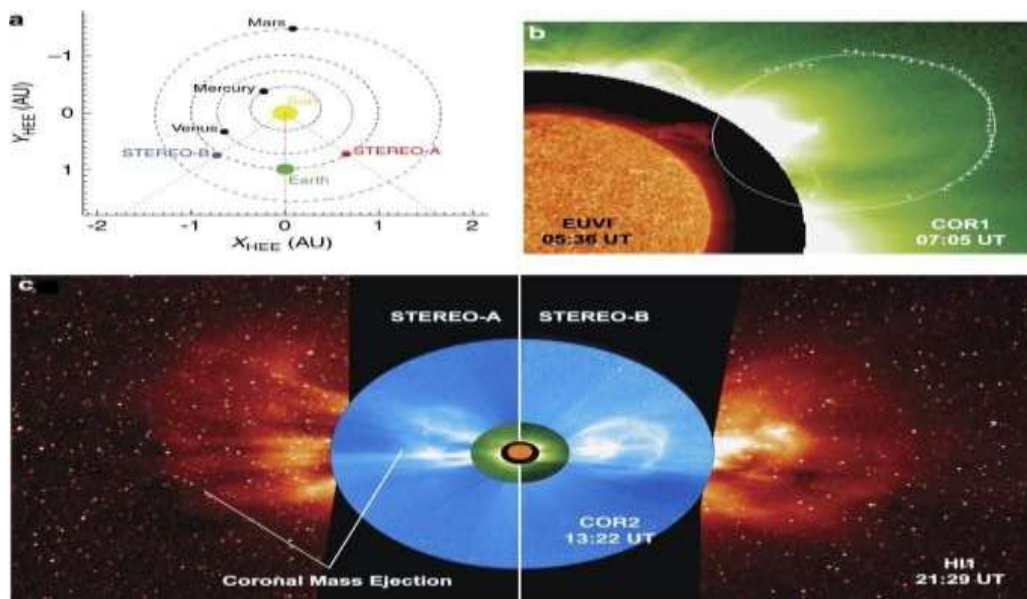 a
Mars
-1
Mercury
Sun
0
Venus
STEREO-B
STEREO-A
1
Earth
Y HEE (AU)
-2
-1
0
1
2
X HEE (AU)
b
EUVI
05:36 UT
COR1
07:05 UT
c
STEREO-A
STEREO-B
COR2
13:22 UT
Coronal Mass Ejection
HI1
21:29 UT